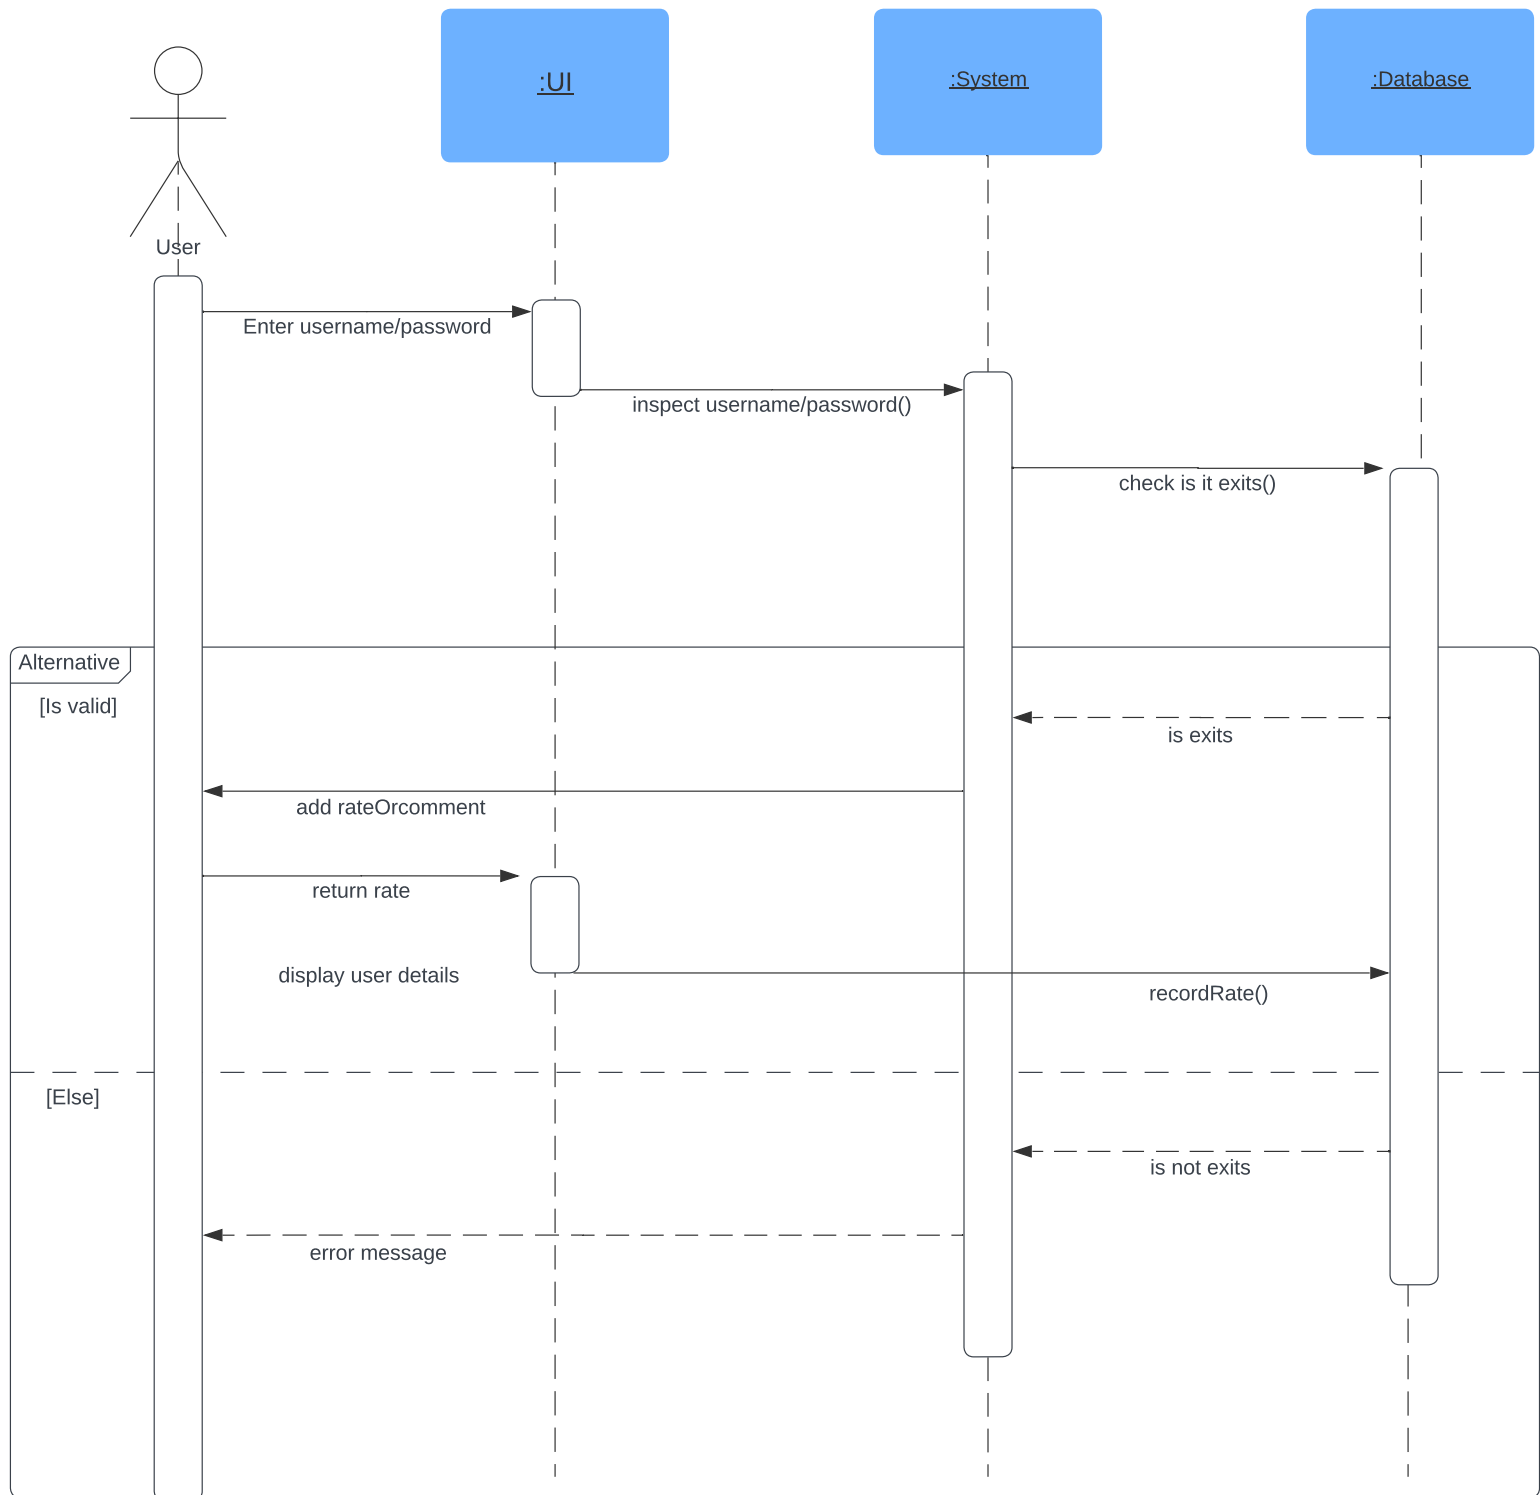 :UI
:System
:Database
User
Enter username/password
inspect username/password()
check is it exits()
Alternative
[Is valid]
is exits
add rateOrcomment
return rate
display user details
recordRate()
[Else]
is not exits
error message